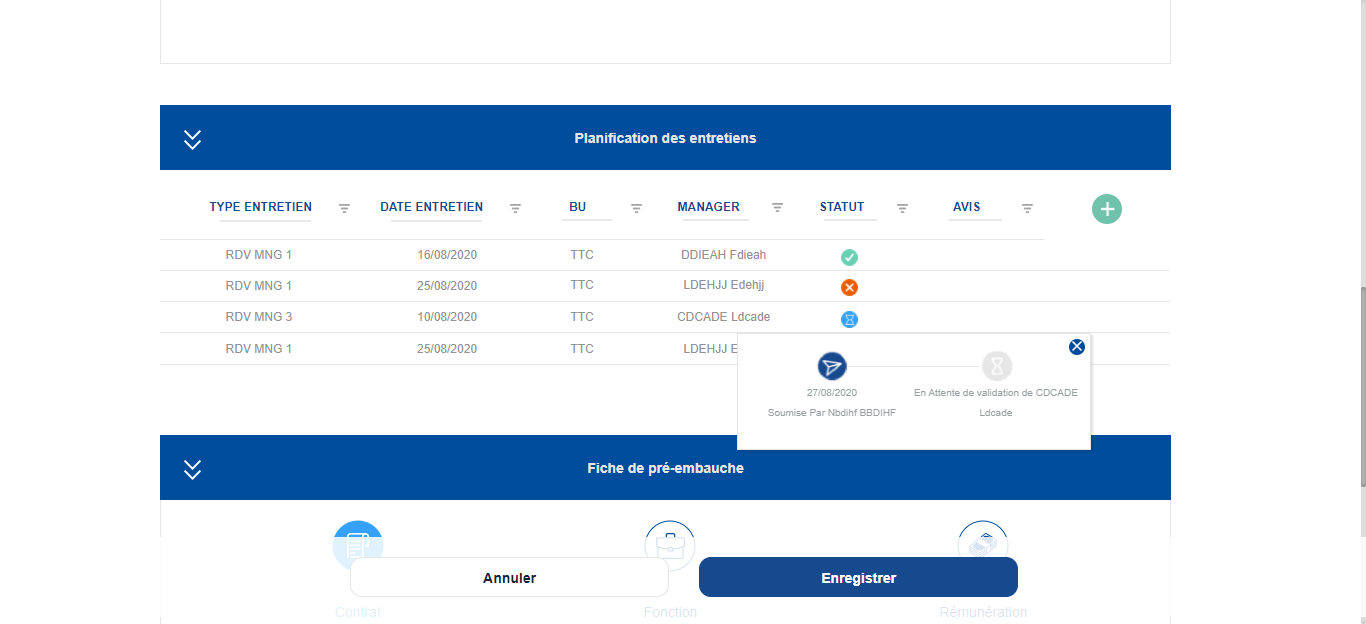 Planification des entretiens
TYPE ENTRETIEN DATE ENTRETIEN BU MANAGER STATUT AVIS
RDV MNG 1 16/08/2020 TTC DDIEAH Fdieah
RDV MNG 1 25/08/2020 TTC LDEHJJ Edehjj
RDV MNG 3 10/08/2020 TTC CDCADE Ldcade
RDV MNG 1 25/08/2020 TTC LDEHJJ E
27/08/2020 En Attente de validation de CDCADE
Soumise Par Nbdihf BBDIHF Ldcade
Fiche de pré-embauche
Annuler Enregistrer
Contrat Fonction Rémunération